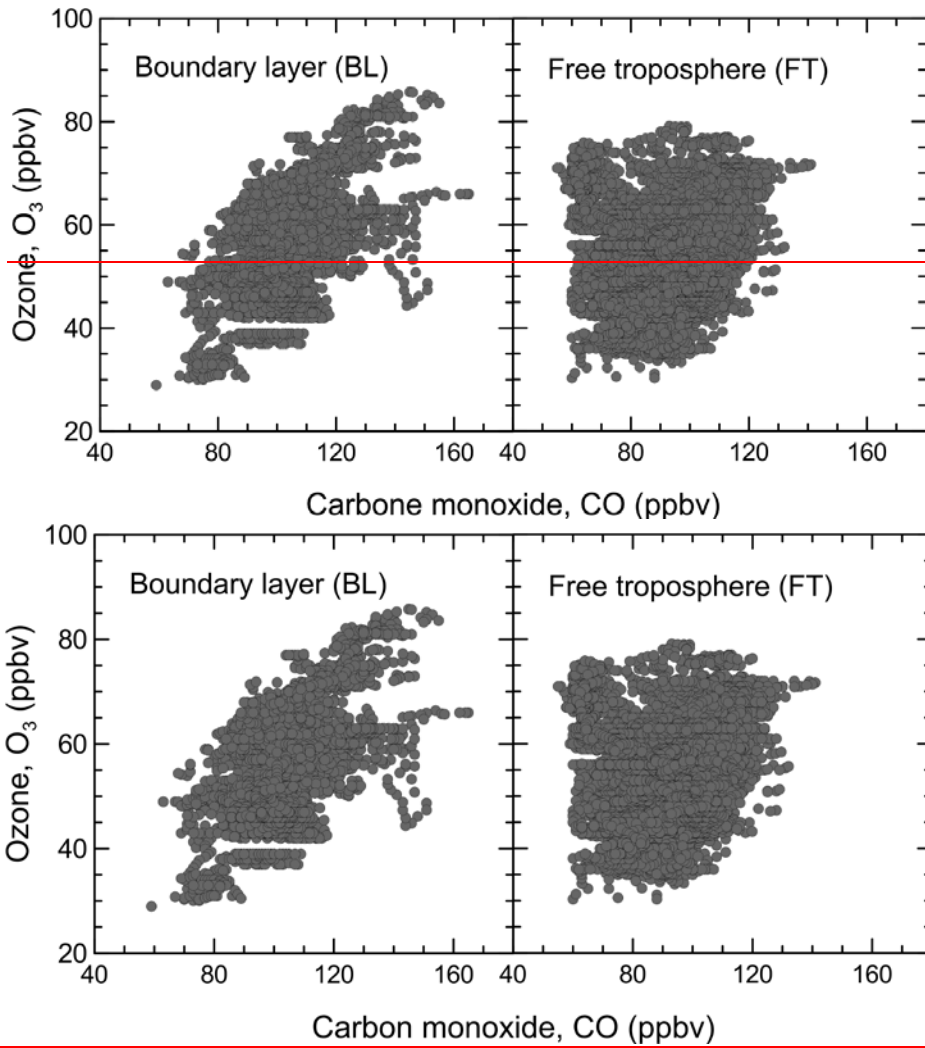 100
80
60
40
20
Ozone, O₃ (ppbv)
Boundary layer (BL)
Free troposphere (FT)
40 80 120 160 40 80 120 160
Carbone monoxide, CO (ppbv)
100
80
60
40
20
Ozone, O₃ (ppbv)
Boundary layer (BL)
Free troposphere (FT)
40 80 120 160 40 80 120 160
Carbon monoxide, CO (ppbv)